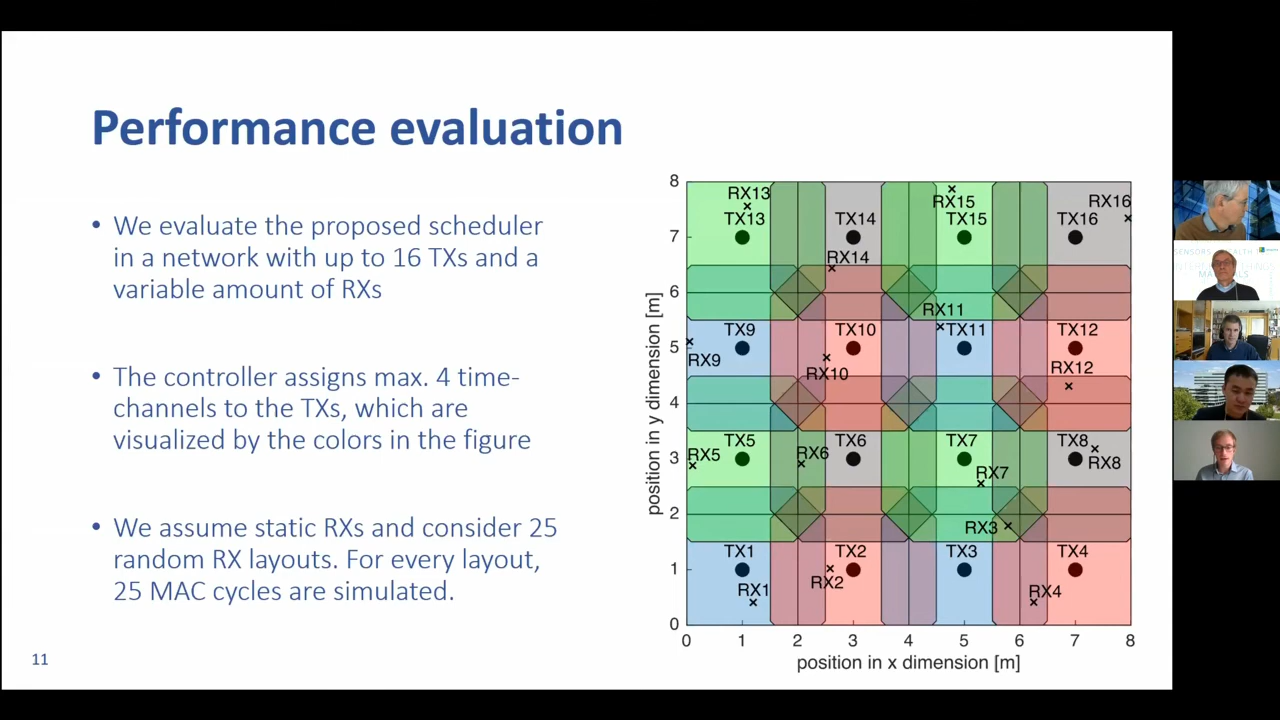 Performance evaluation
• We evaluate the proposed scheduler
in a network with up to 16 TXs and a
variable amount of RXs
• The controller assigns max. 4 time-
channels to the TXs, which are
visualized by the colors in the figure
• We assume static RXs and consider 25
random RX layouts. For every layout,
25 MAC cycles are simulated.
11
position in y dimension [m]
8
7
6
5
4
3
2
1
0
RX13
RX15
RX16
TX13
TX14
TX15
TX16
RX14
RX11
TX9
TX10
TX11
TX12
RX9
RX10
RX12
TX5
TX6
TX7
TX8
RX5
RX6
RX7
RX8
RX3
TX1
TX2
TX3
TX4
RX1
RX2
RX4
0 1 2 3 4 5 6 7 8
position in x dimension [m]